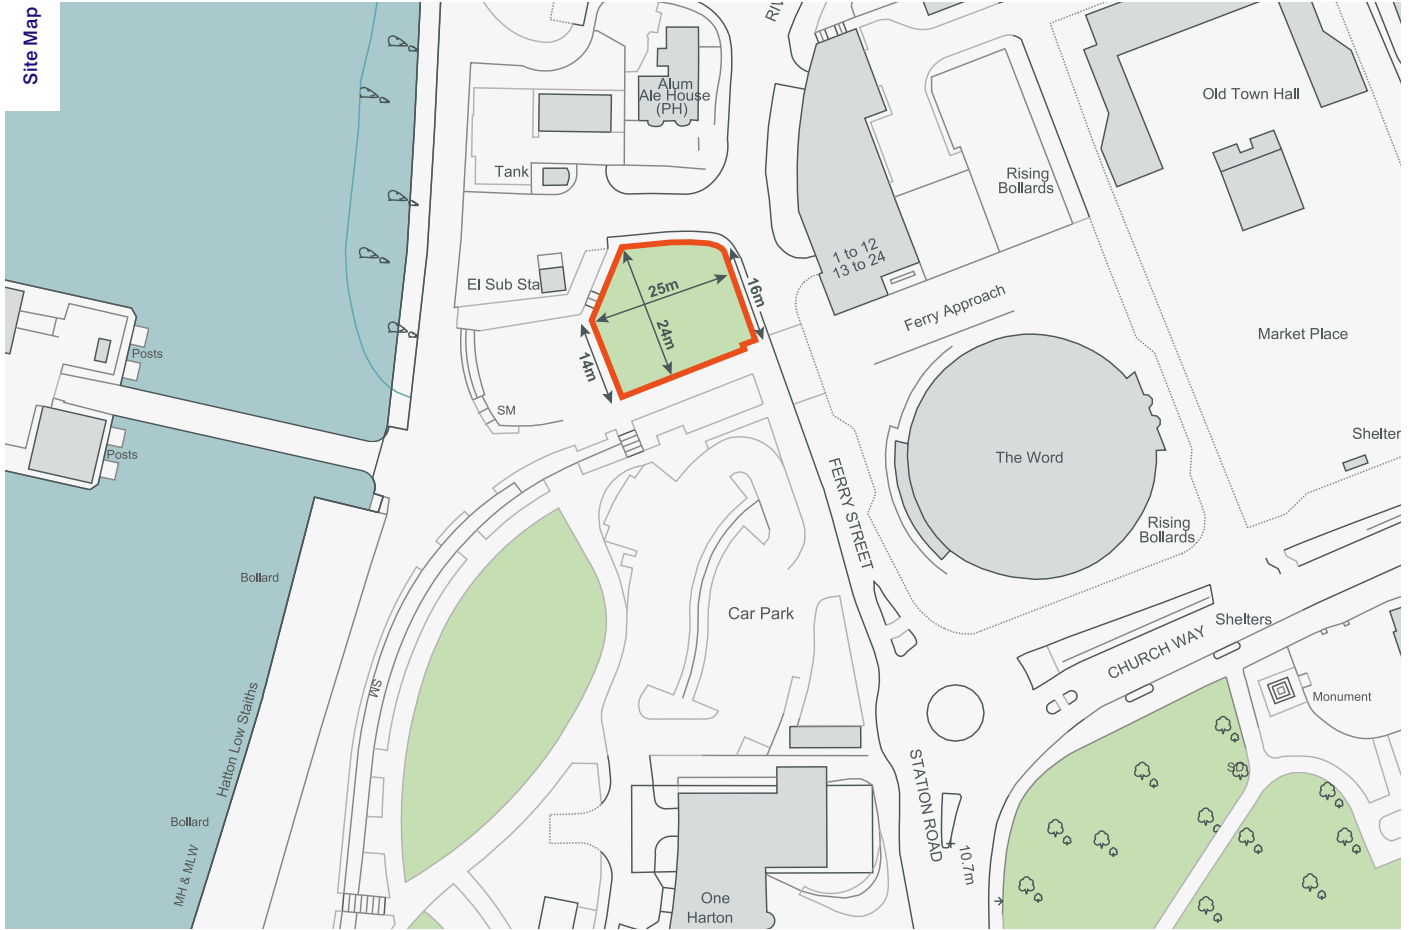 Site Map
RIV
Alum
Ale House
(PH)
Old Town Hall
Tank
Rising
Bollards
1 to 12
13 to 24
El Sub Sta
25m
16m
24m
14m
Ferry Approach
Market Place
Posts
SM
Posts
The Word
Shelter
FERRY STREET
Rising
Bollards
Bollard
Car Park
Shelters
CHURCH WAY
SM
Monument
Hatton Low Staiths
STATION ROAD
SD
Bollard
10.7m
MH & MLW
One
Harton